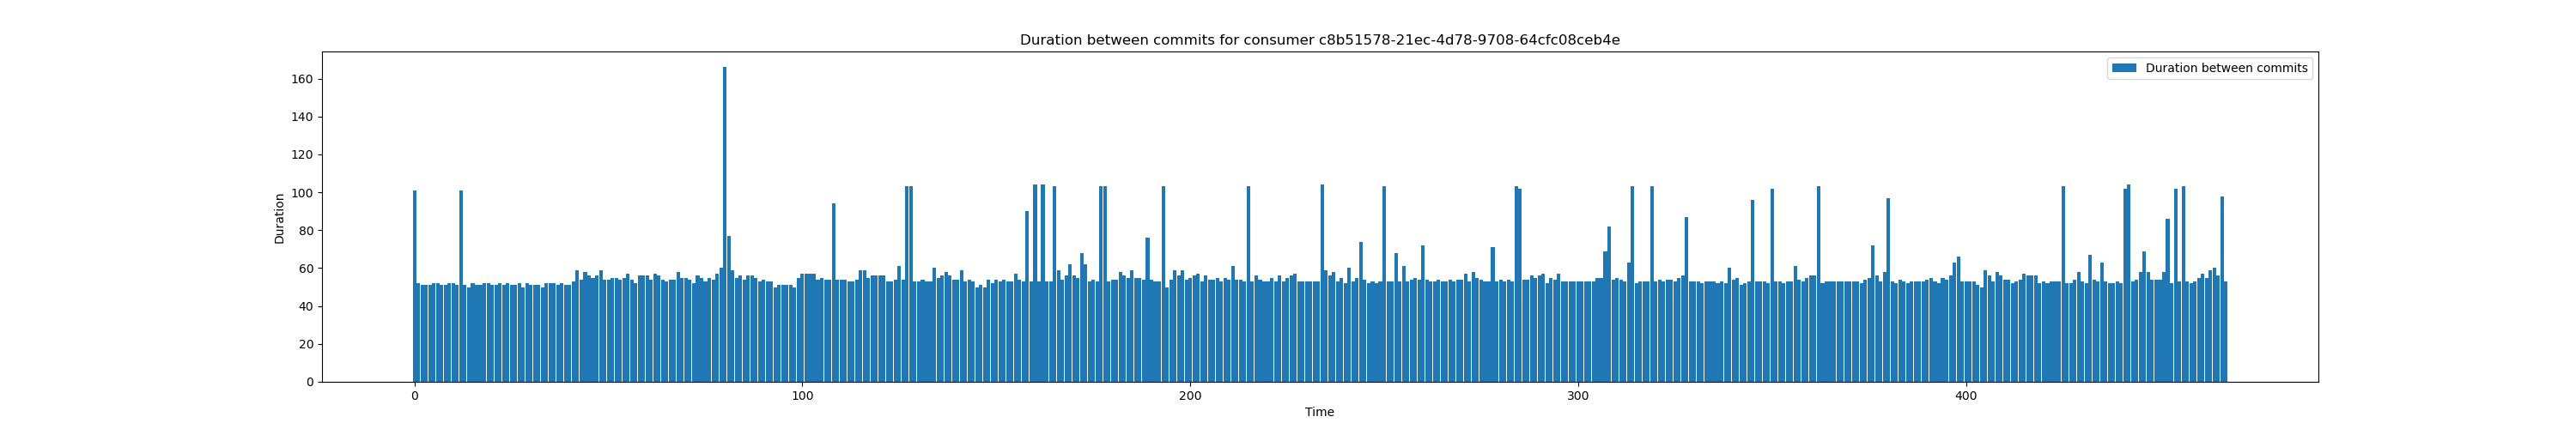 Duration between commits for consumer c8b51578-21ec-4d78-9708-64cfc08ceb4e
Duration between commits
160
140
120
100
80
60
40
20
0
Duration
0 100 200 300 400
Time